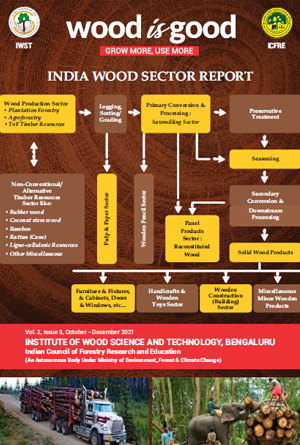 IWST
wood is good
GROW MORE, USE MORE
ICFRE
INDIA WOOD SECTOR REPORT
Wood Production Sector
• Plantation Forestry
• Agroforestry
• ToF Timber Resources
Logging,
Sorting/
Grading
Primary Conversion &
Processing :
Sawmilling Sector
Preservative
Treatment
Seasoning
Non-Conventional/
Alternative
Timber Resources
Sector like:
• Rubber wood
• Coconut stem wood
• Bamboo
• Rattan (Cane)
• Ligno-cellulosic Resources
• Other Miscellaneous
Pulp & Paper Sector
Wooden Pencil Sector
Panel
Products
Sector :
Reconstituted
Wood
Secondary
Conversion &
Downstream
Processing
Solid Wood Products
Furniture & Fixtures,
& Cabinets, Doors
& Windows, etc...
Handicrafts &
Wooden
Toys Sector
Wooden
Construction
(Building)
Sector
Miscellaneous
Minor Wooden
Products
Vol. 2, Issue 3, October - December 2021
INSTITUTE OF WOOD SCIENCE AND TECHNOLOGY, BENGALURU
Indian Council of Forestry Research and Education
(An Autonomous Body Under Ministry of Environment, Forest & Climate Change)